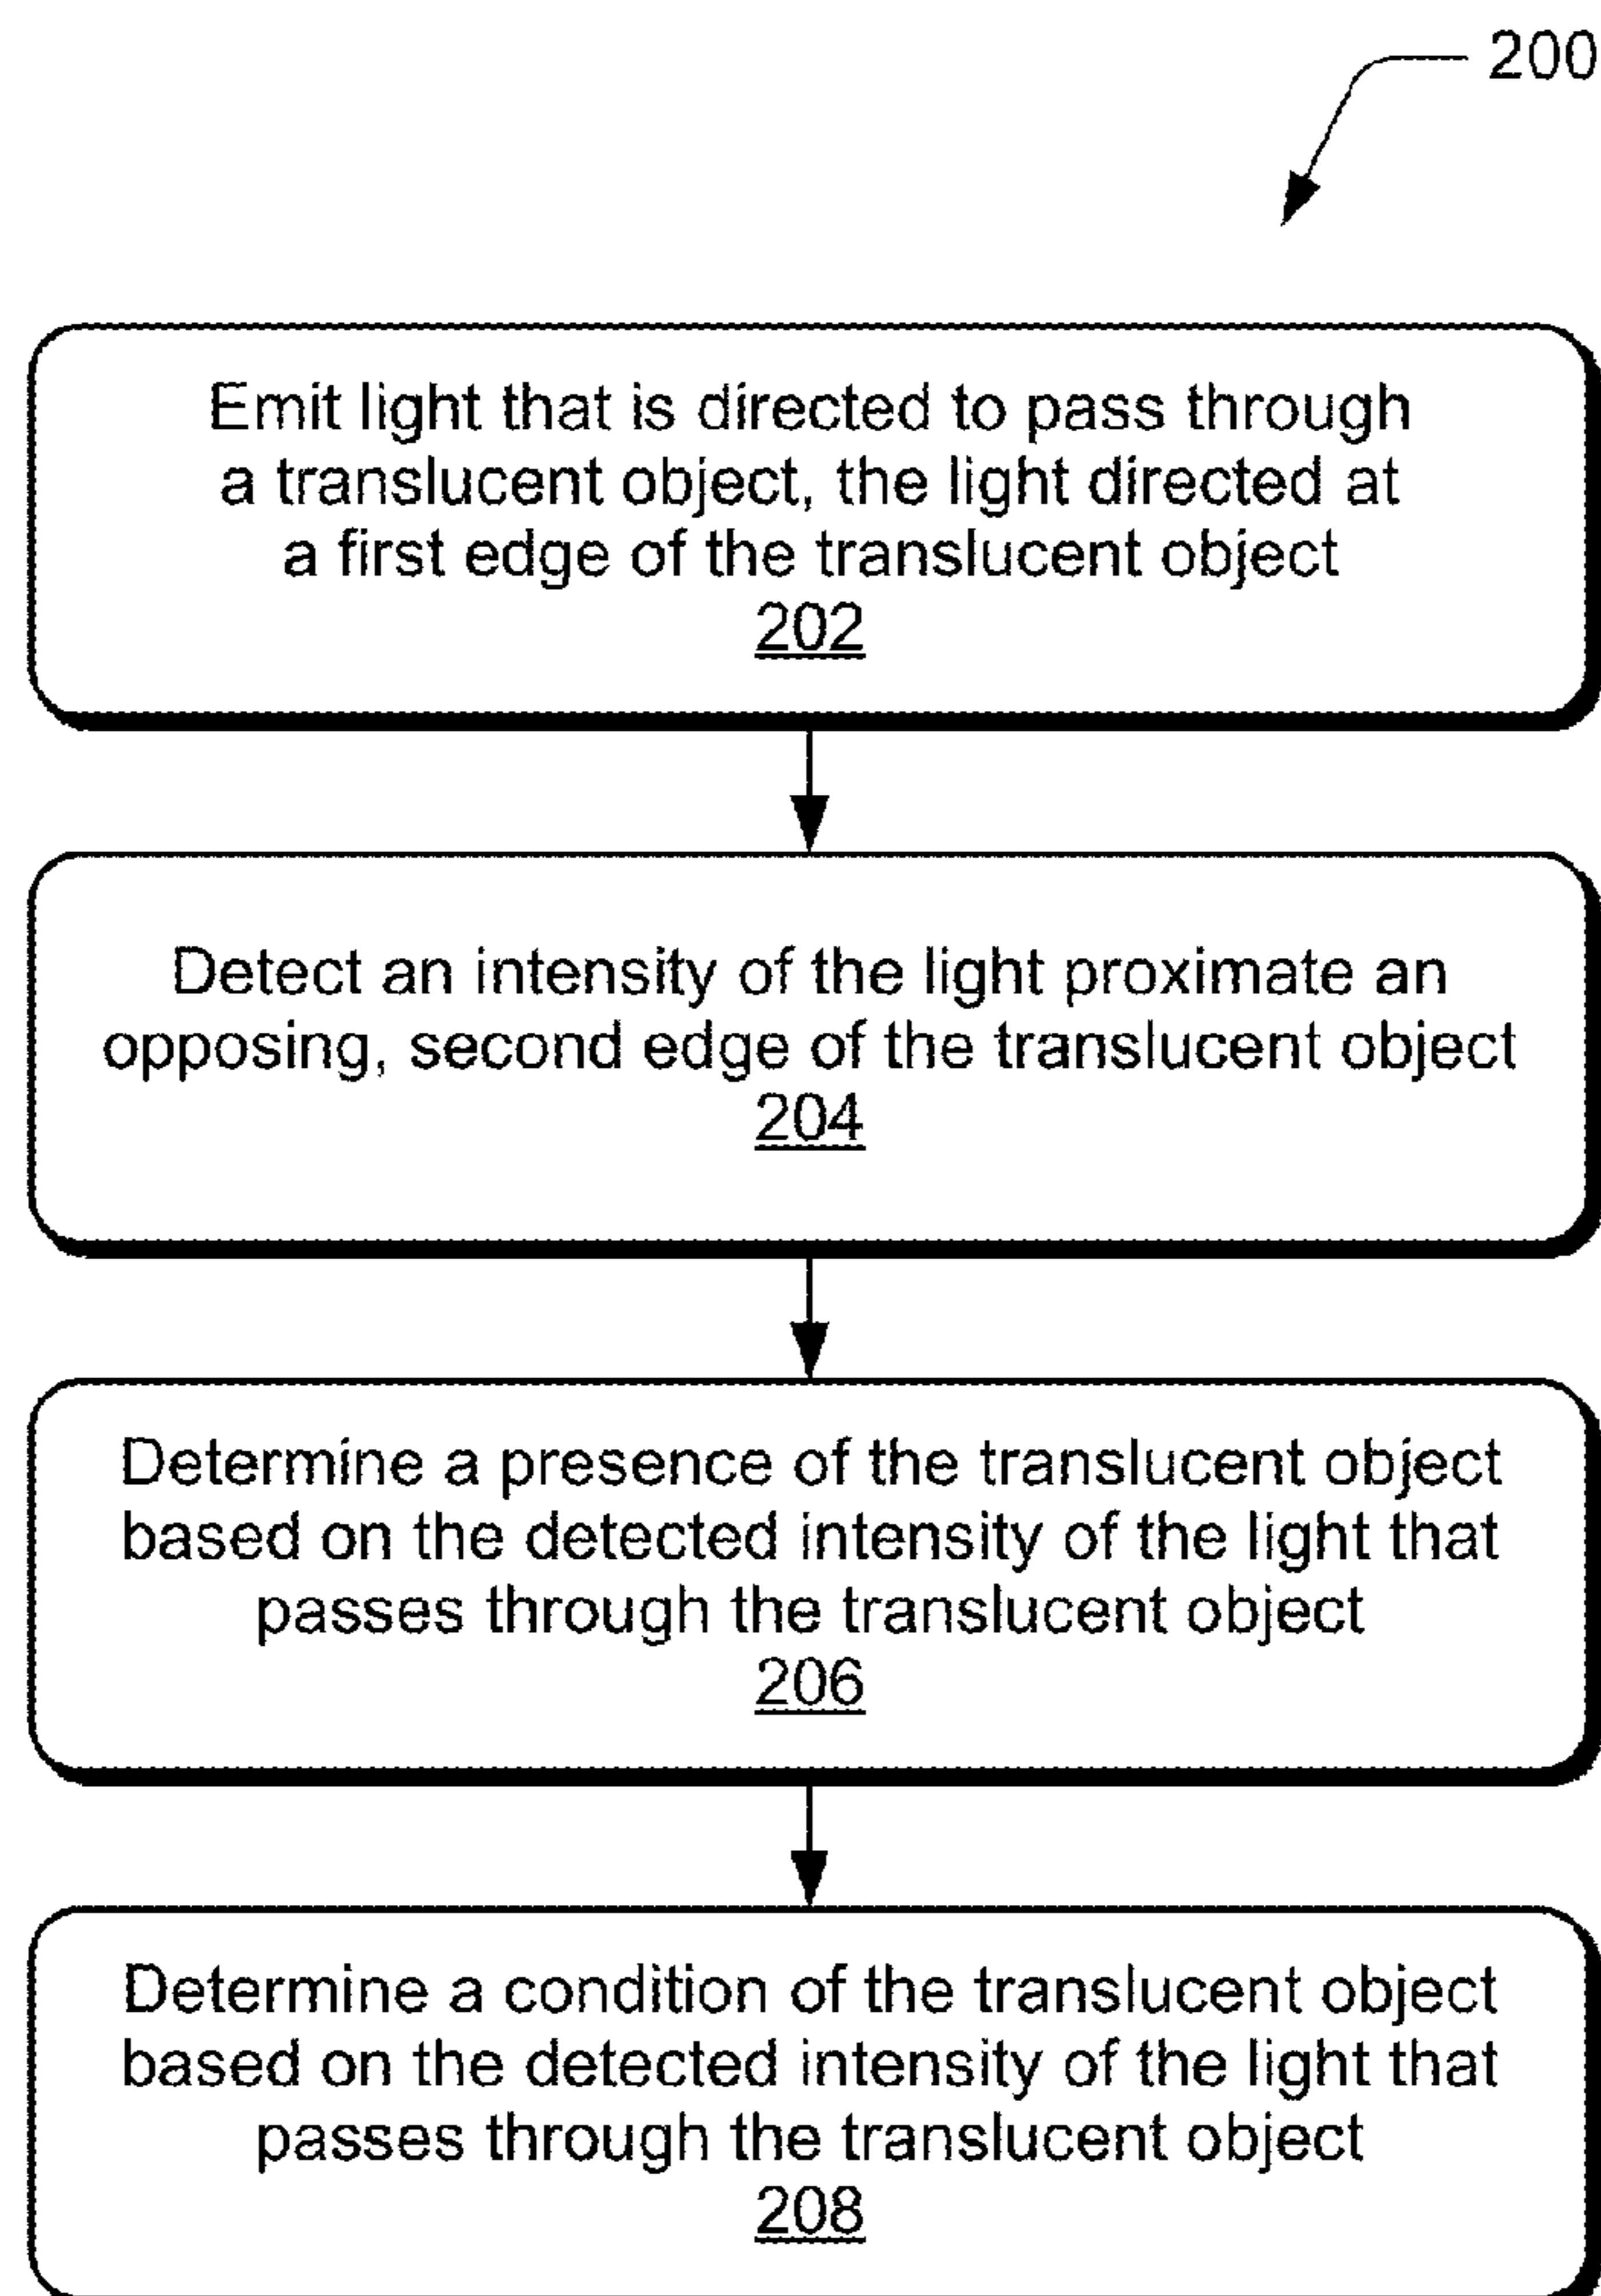 200
Emit light that is directed to pass through
a translucent object, the light directed at
a first edge of the translucent object
202
Detect an intensity of the light proximate an
opposing, second edge of the translucent object
204
Determine a presence of the translucent object
based on the detected intensity of the light that
passes through the translucent object
206
Determine a condition of the translucent object
based on the detected intensity of the light that
passes through the translucent object
208